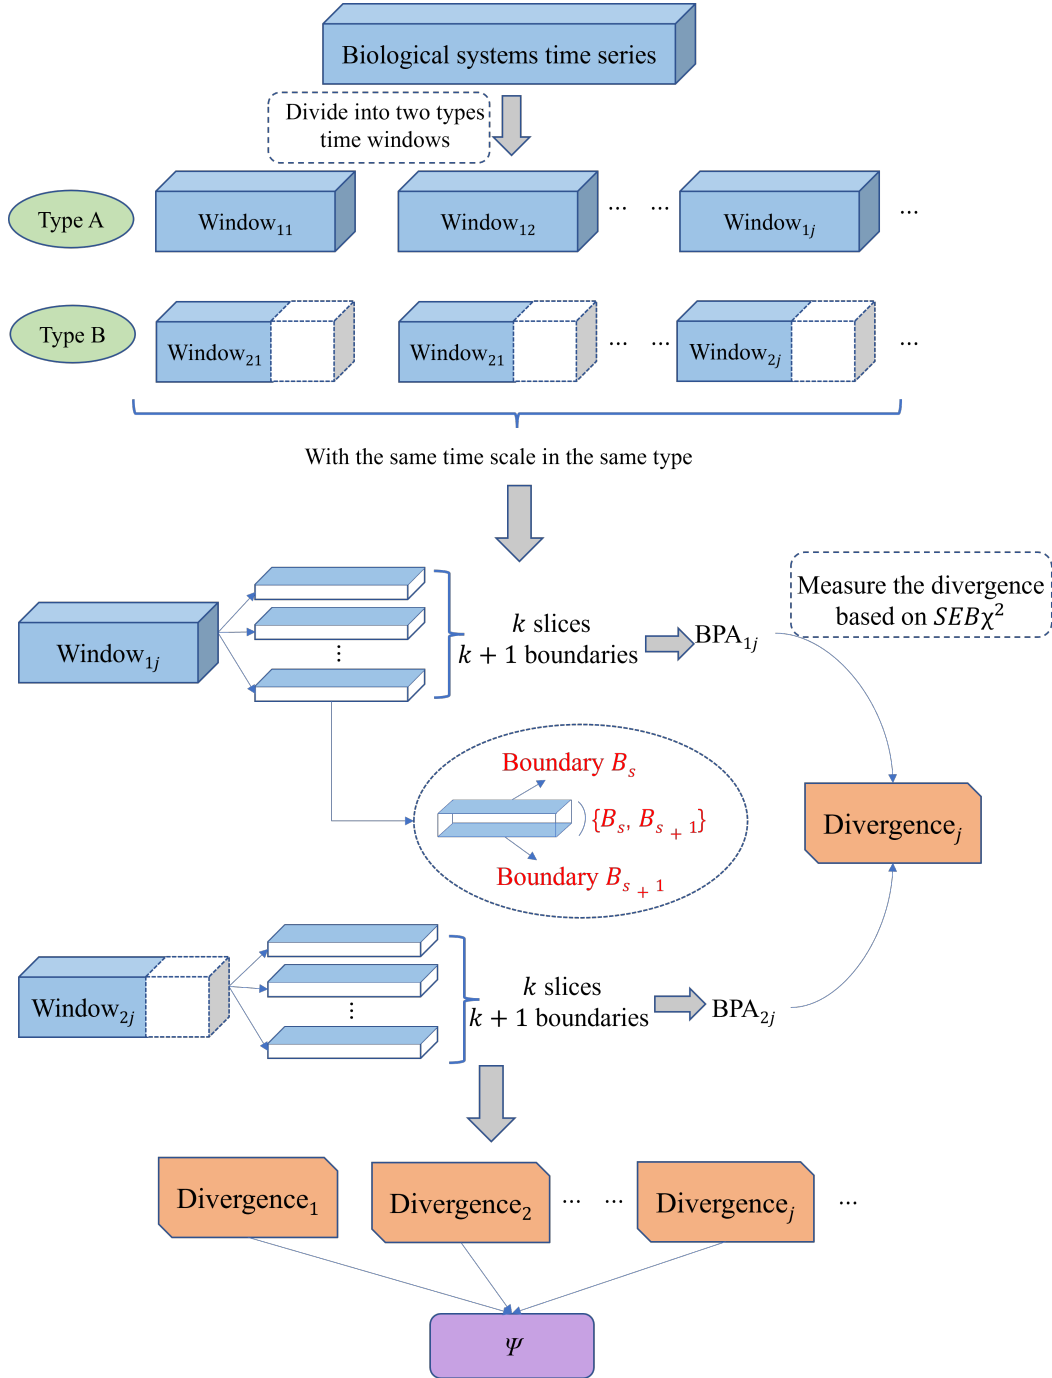 Biological systems time series
Divide into two types
time windows
Type A
Window₁₁
Window₁₂
... ...
Window₁ⱼ
...
Type B
Window₂₁
Window₂₁
... ...
Window₂ⱼ
...
With the same time scale in the same type
Window₁ⱼ
...
k slices
k + 1 boundaries
BPA₁ⱼ
Measure the divergence
based on SEBχ²
Boundary Bₛ
{Bₛ, Bₛ ₊ ₁}
Boundary Bₛ ₊ ₁
Divergenceⱼ
Window₂ⱼ
...
k slices
k + 1 boundaries
BPA₂ⱼ
Divergence₁
Divergence₂
... ...
Divergenceⱼ
...
Ψ